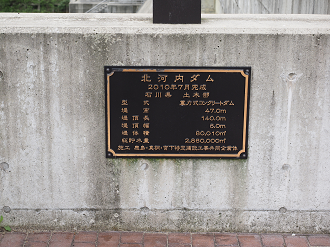 北河内ダム
2010年7月完成
石川県 土木部
型式 重力式コンクリートダム
堤高 47.0m
堤頂長 140.0m
堤頂幅 6.0m
堤体積 80,010㎥
総貯水量 2,860,000㎥
施工